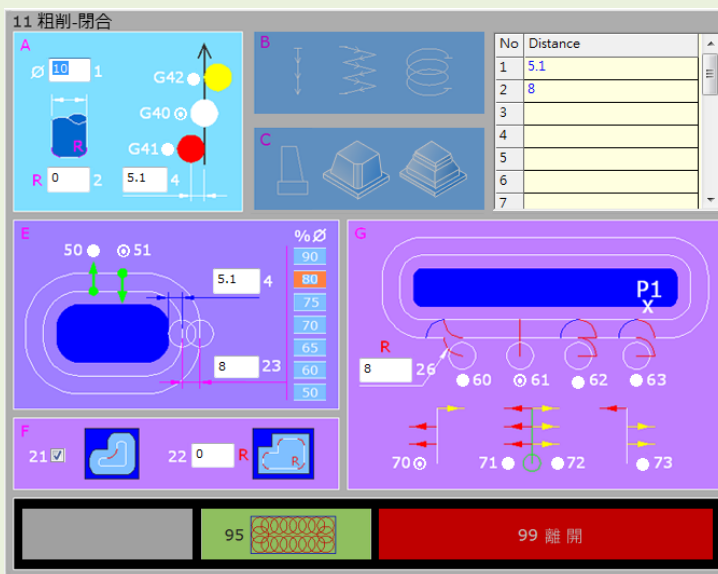 11 粗削-閉合
A
Ø 10 1
G42
G40
G41
R
R 0 2 5.1 4
B
C
No Distance
1 5.1
2 8
3
4
5
6
7
E
50 51
5.1 4
8 23
%Ø
90
80
75
70
65
60
50
F
21 22 0 R R
G
P1
X
R
8 26
60 61 62 63
70 71 72 73
95
99 離開